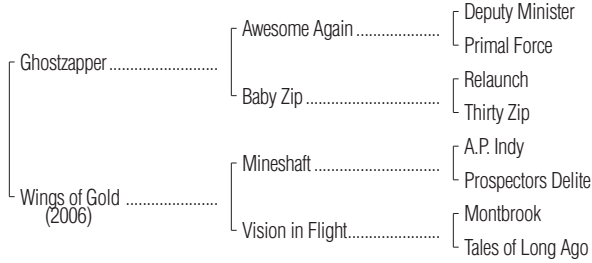 Deputy Minister
Awesome Again ....................
Primal Force
Ghostzapper ..........................
Relaunch
Baby Zip ................................
Thirty Zip
A.P. Indy
Mineshaft ..............................
Prospectors Delite
Wings of Gold ......................
(2006)
Montbrook
Vision in Flight......................
Tales of Long Ago